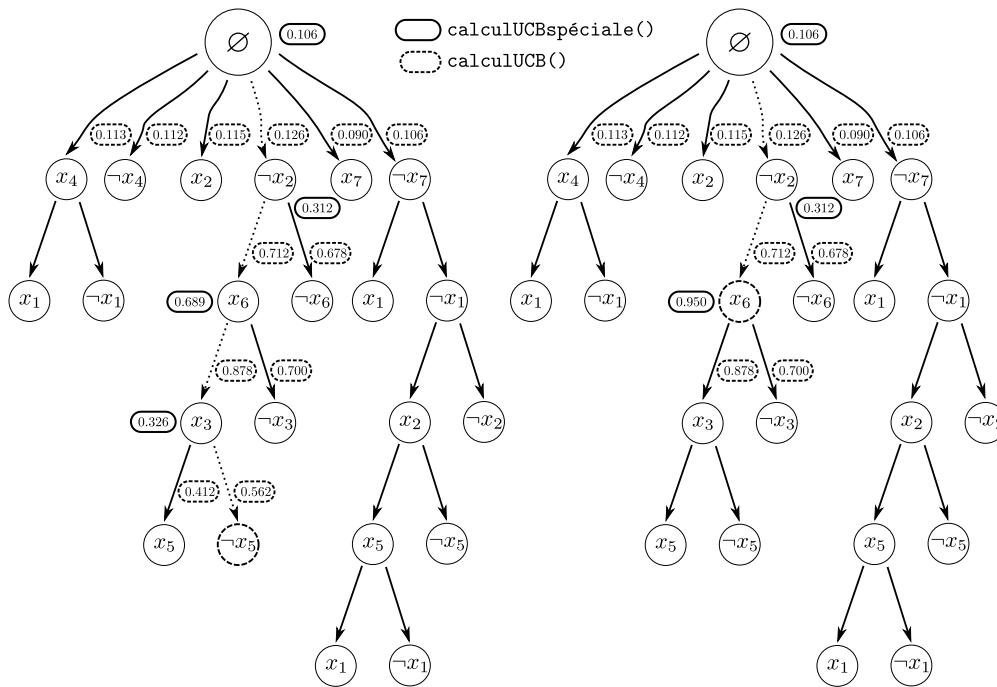 ∅ 0.106 calculUCBspéciale() ∅ 0.106
calculUCB()
0.113 0.112 0.115 0.126 0.090 0.106 0.113 0.112 0.115 0.126 0.090 0.106
x₄ ¬x₄ x₂ ¬x₂ x₇ ¬x₇ x₄ ¬x₄ x₂ ¬x₂ x₇ ¬x₇
0.312 0.312
0.712 0.678 0.712 0.678
x₁ ¬x₁ 0.689 x₆ ¬x₆ x₁ ¬x₁ x₁ ¬x₁ 0.950 x₆ ¬x₆ x₁ ¬x₁
0.878 0.700 0.878 0.700
0.326 x₃ ¬x₃ x₂ ¬x₂ x₃ ¬x₃ x₂ ¬x₂
0.412 0.562
x₅ ¬x₅ x₅ ¬x₅ x₅ ¬x₅ x₅ ¬x₅
x₁ ¬x₁ x₁ ¬x₁